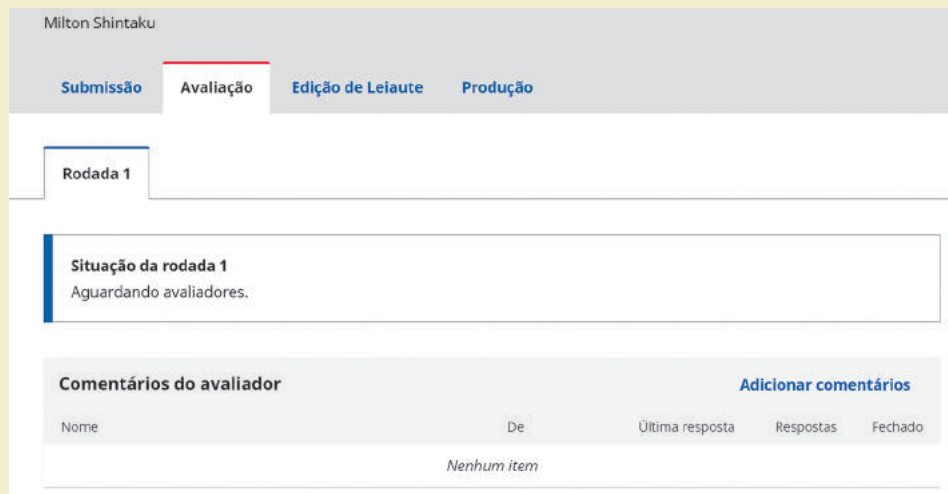 Milton Shintaku
Submissão Avaliação Edição de Leiaute Produção
Rodada 1
Situação da rodada 1
Aguardando avaliadores.
Comentários do avaliador Adicionar comentários
Nome De Última resposta Respostas Fechado
Nenhum item